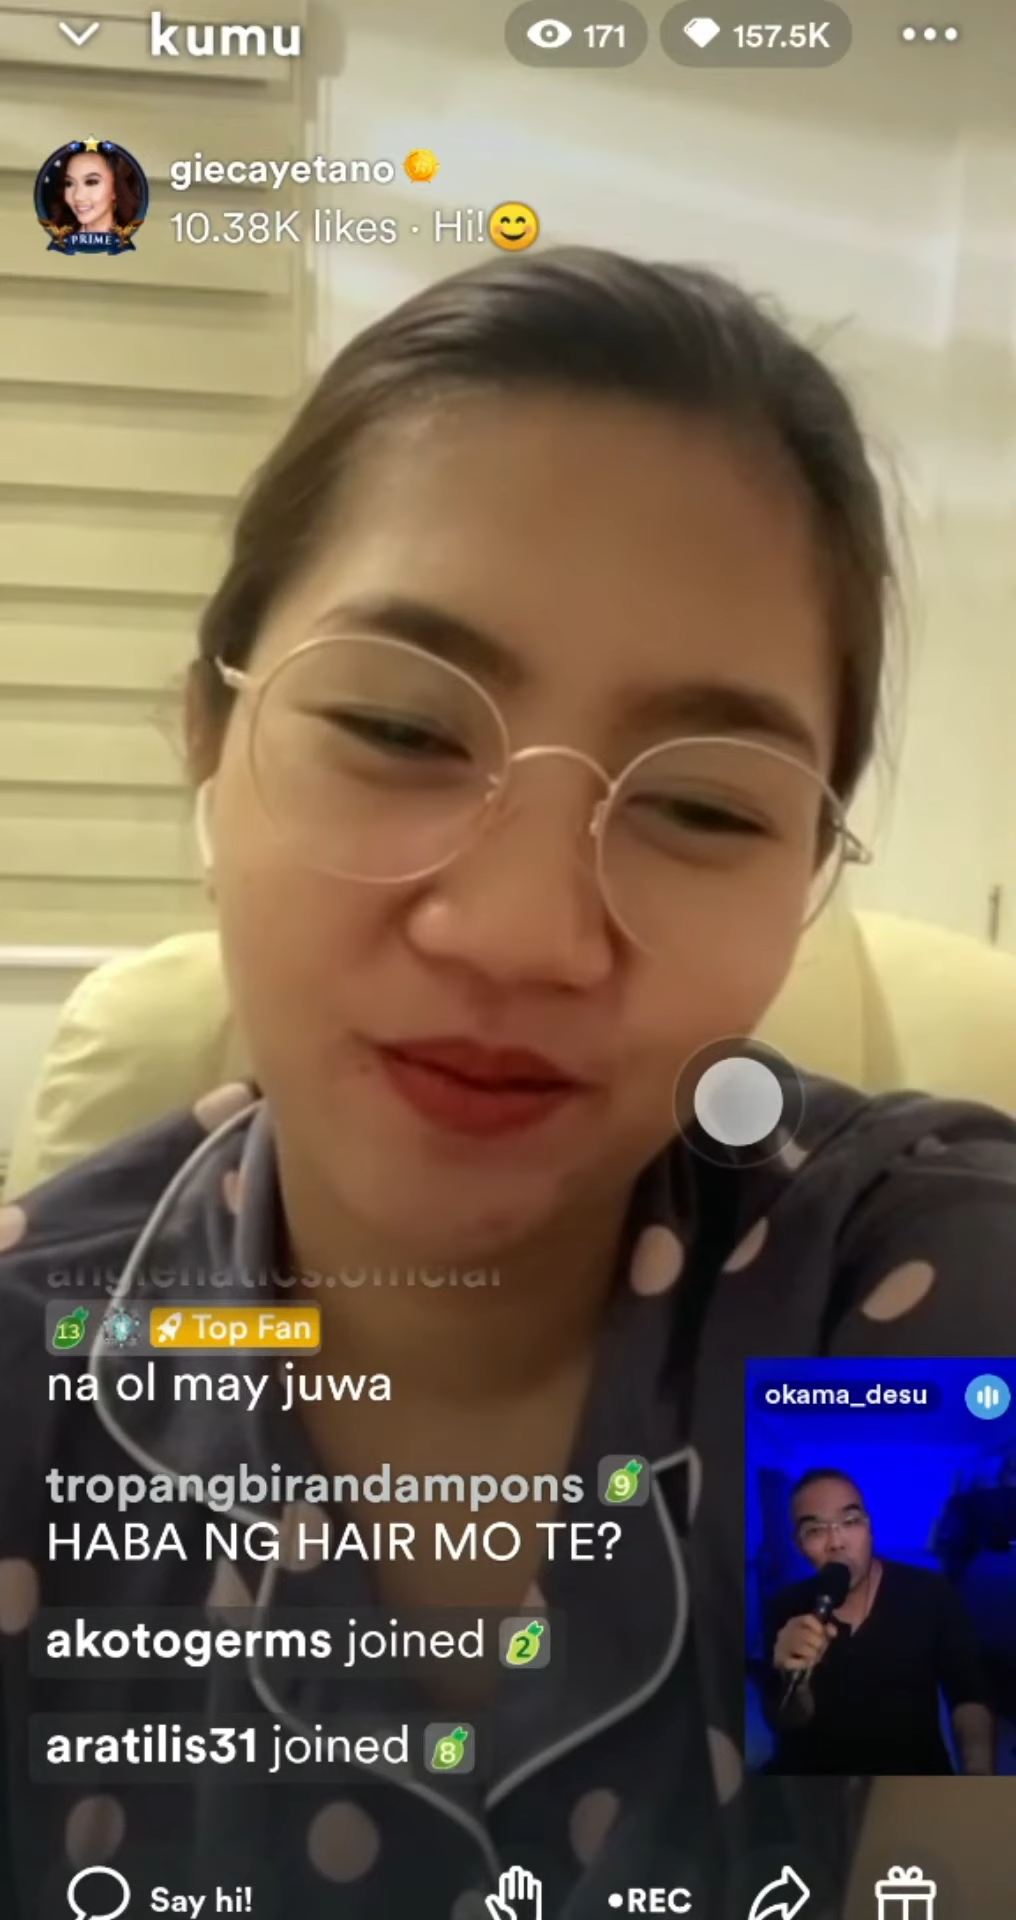 kumu
171
157.5K
giecayetano
10.38K likes · Hi!😊
PRIME
13 Top Fan
na ol may juwa
okama_desu
tropangbirandampons 9
HABA NG HAIR MO TE?
akotogerms joined 2
aratilis31 joined 8
Say hi!
•REC